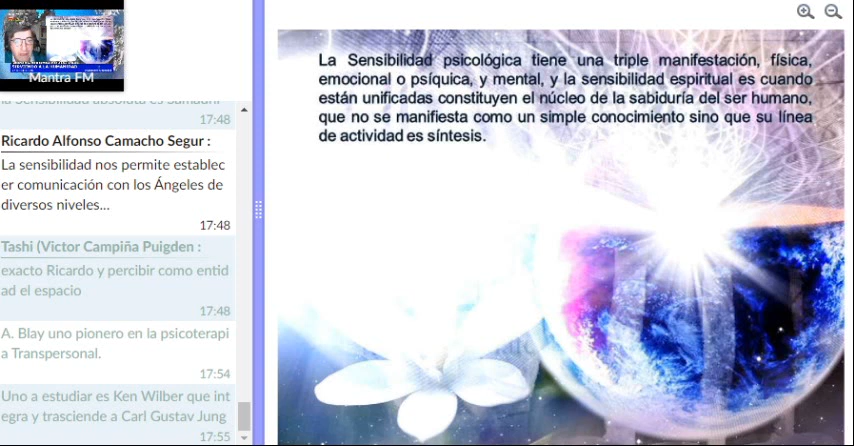 Mantra FM
la Sensibilidad absoluta es Samadhi
17:48
Ricardo Alfonso Camacho Segur :
La sensibilidad nos permite establec
er comunicación con los Ángeles de
diversos niveles...
17:48
Tashi (Victor Campiña Puigden :
exacto Ricardo y percibir como entid
ad el espacio
17:48
A. Blay uno pionero en la psicoterapi
a Transpersonal.
17:54
Uno a estudiar es Ken Wilber que int
egra y trasciende a Carl Gustav Jung
17:55
La Sensibilidad psicológica tiene una triple manifestación, física,
emocional o psíquica, y mental, y la sensibilidad espiritual es cuando
están unificadas constituyen el núcleo de la sabiduría del ser humano,
que no se manifiesta como un simple conocimiento sino que su línea
de actividad es síntesis.